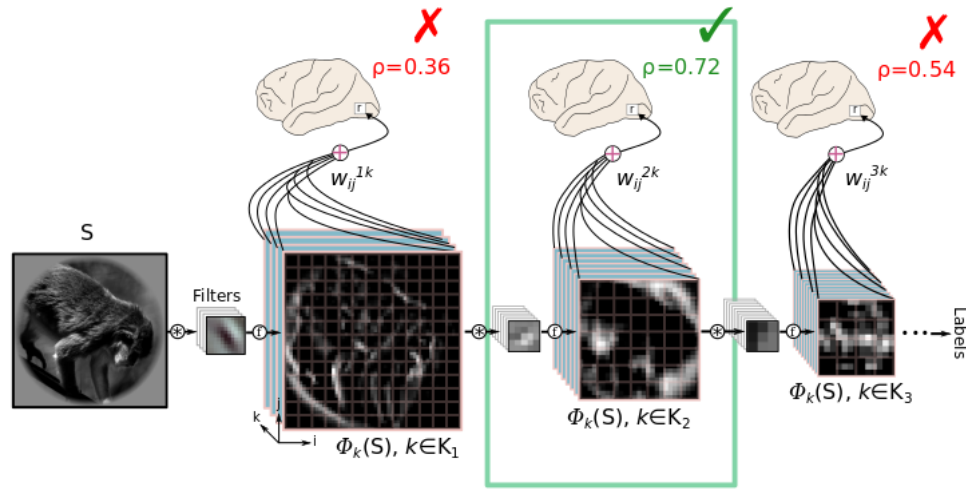 ✗ ✓ ✗
ρ=0.36 ρ=0.72 ρ=0.54
r r r
w_ij^1k w_ij^2k w_ij^3k
S
Filters
f f f
Labels
k j i
Φ_k(S), k∈K_1 Φ_k(S), k∈K_2 Φ_k(S), k∈K_3